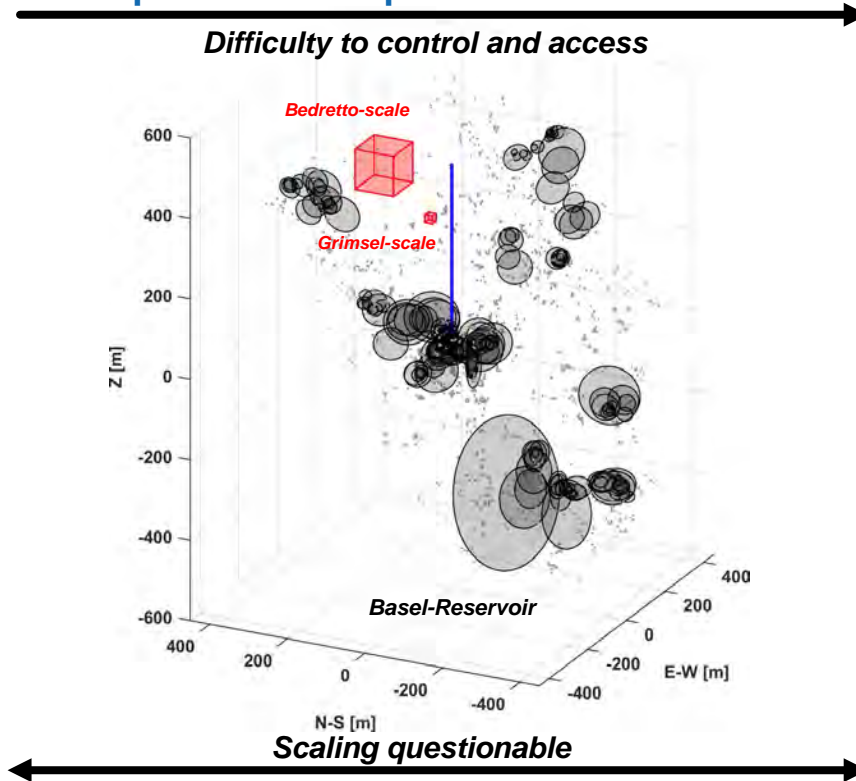 Difficulty to control and access
Bedretto-scale
600
400
Grimsel-scale
200
Z [m]
0
-200
-400
-600
Basel-Reservoir
400
200
0
-200
-400
N-S [m]
400
200
0
-200
-400
E-W [m]
Scaling questionable